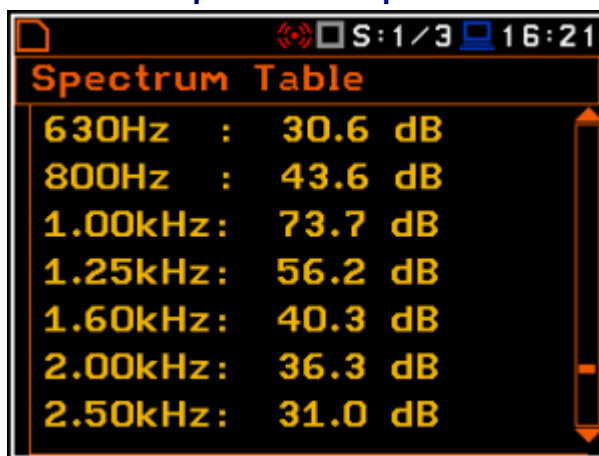 S:1/3 16:21
Spectrum Table
630Hz : 30.6 dB
800Hz : 43.6 dB
1.00kHz: 73.7 dB
1.25kHz: 56.2 dB
1.60kHz: 40.3 dB
2.00kHz: 36.3 dB
2.50kHz: 31.0 dB